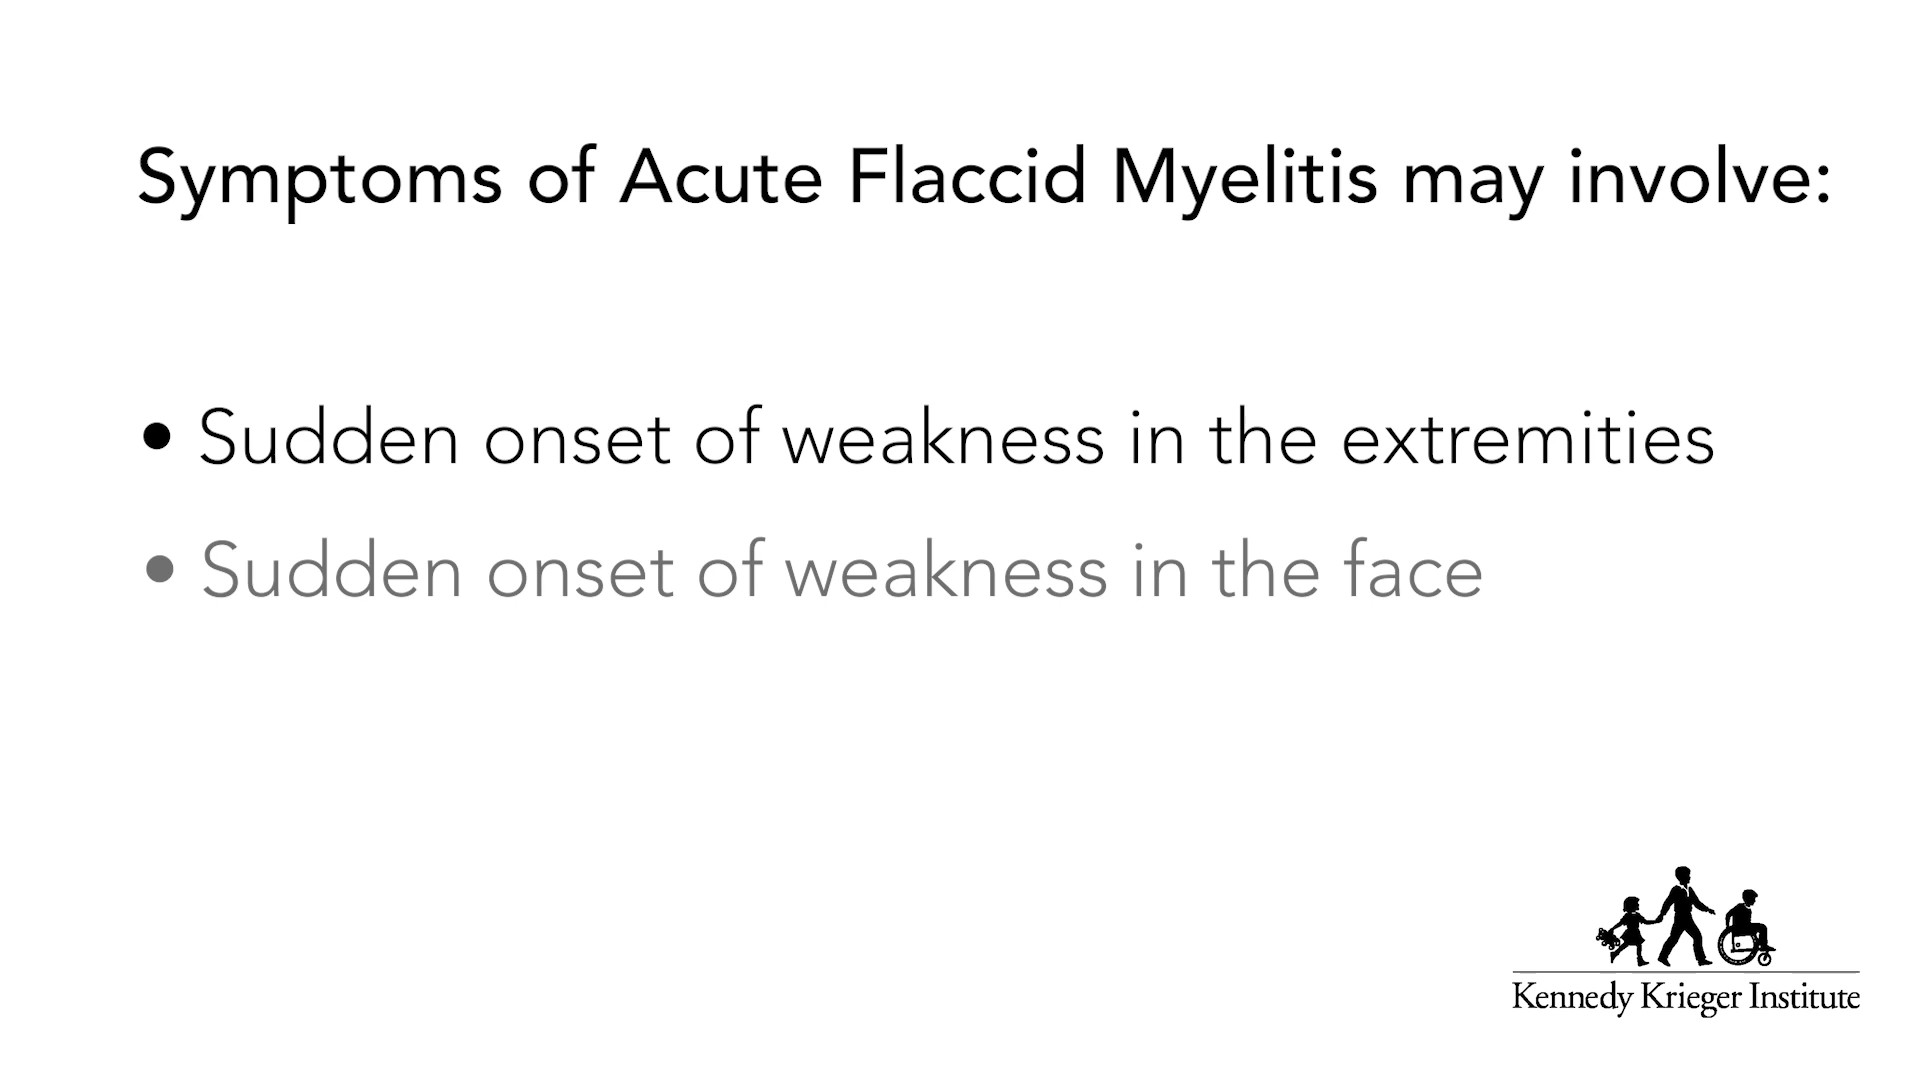 Symptoms of Acute Flaccid Myelitis may involve:
• Sudden onset of weakness in the extremities
• Sudden onset of weakness in the face
Kennedy Krieger Institute